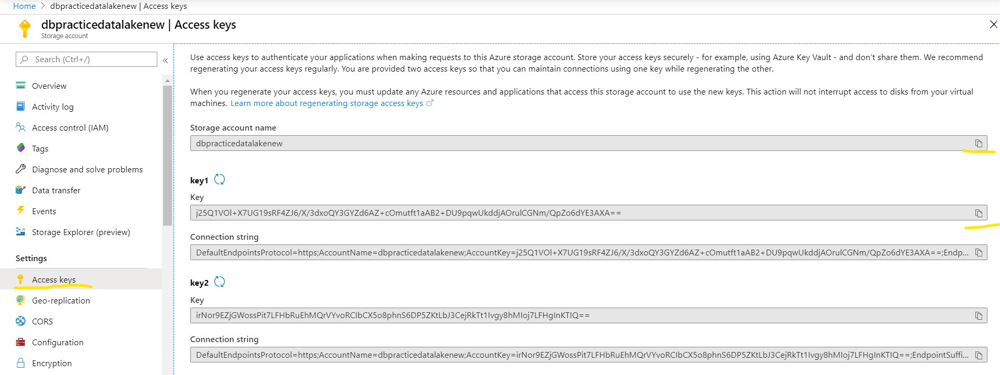 Home > dbpracticedatalakenew | Access keys
dbpracticedatalakenew | Access keys
Storage account
Search (Ctrl+/)
«
Overview
Activity log
Access control (IAM)
Tags
Diagnose and solve problems
Data transfer
Events
Storage Explorer (preview)
Settings
Access keys
Geo-replication
CORS
Configuration
Encryption
Use access keys to authenticate your applications when making requests to this Azure storage account. Store your access keys securely - for example, using Azure Key Vault - and don't share them. We recommend
regenerating your access keys regularly. You are provided two access keys so that you can maintain connections using one key while regenerating the other.
When you regenerate your access keys, you must update any Azure resources and applications that access this storage account to use the new keys. This action will not interrupt access to disks from your virtual
machines. Learn more about regenerating storage access keys
Storage account name
dbpracticedatalakenew
key1
Key
j25Q1VOl+X7UG19sRF4ZJ6/X/3dxoQY3GYZd6AZ+cOmutft1aAB2+DU9pqwUkddjAOrulCGNm/QpZo6dYE3AXA==
Connection string
DefaultEndpointsProtocol=https;AccountName=dbpracticedatalakenew;AccountKey=j25Q1VOl+X7UG19sRF4ZJ6/X/3dxoQY3GYZd6AZ+cOmutft1aAB2+DU9pqwUkddjAOrulCGNm/QpZo6dYE3AXA==;Endp...
key2
Key
irNor9EZjGWossPit7LFHbRuEhMQrVYvoRCIbCX5o8phnS6DP5ZKtLbJ3CejRkTt1Ivgy8hMIoj7LFHgInKTIQ==
Connection string
DefaultEndpointsProtocol=https;AccountName=dbpracticedatalakenew;AccountKey=irNor9EZjGWossPit7LFHbRuEhMQrVYvoRCIbCX5o8phnS6DP5ZKtLbJ3CejRkTt1Ivgy8hMIoj7LFHgInKTIQ==;EndpointSuffi...